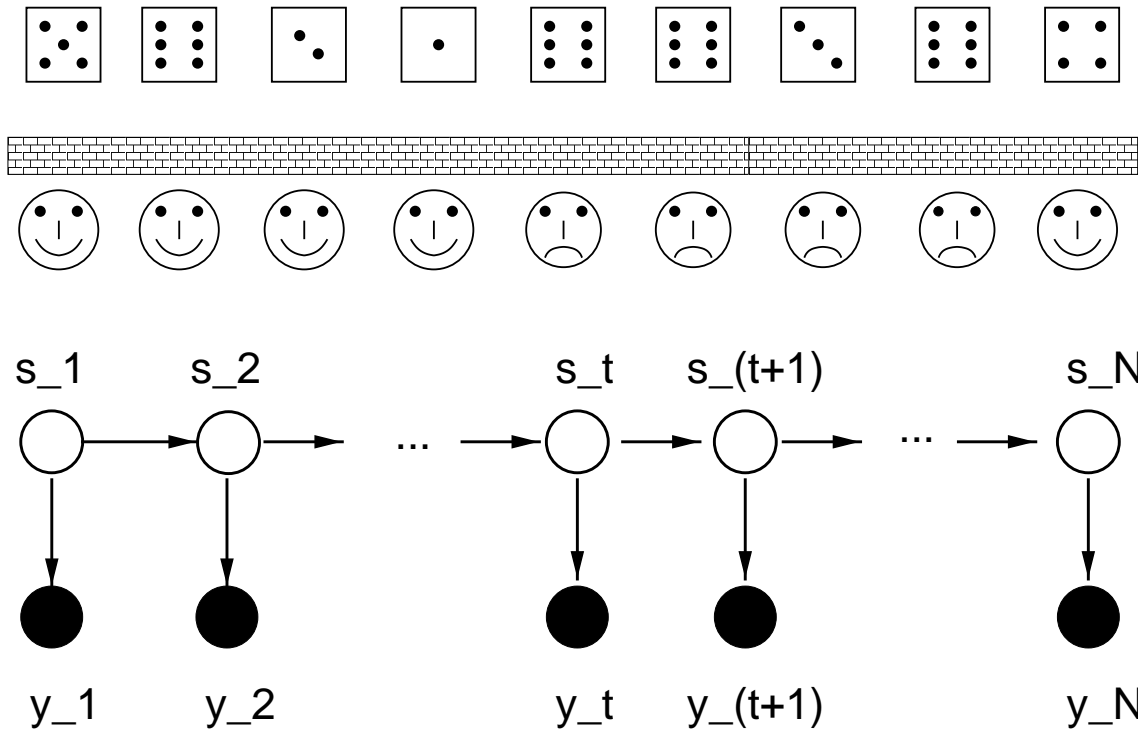 s_1 s_2 s_t s_(t+1) s_N
... ...
y_1 y_2 y_t y_(t+1) y_N